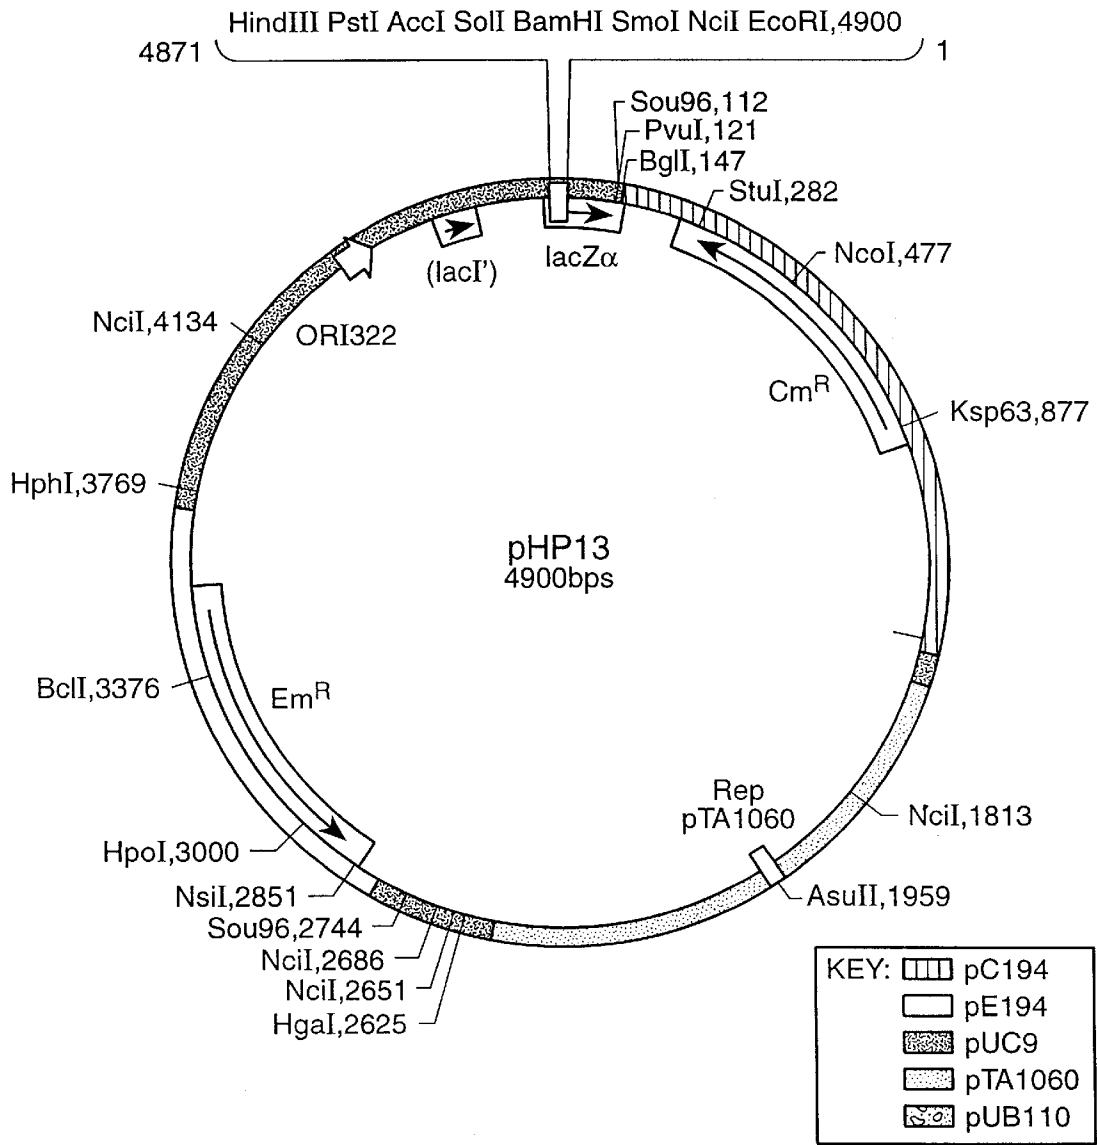 HindIII PstI AccI SolI BamHI SmoI NciI EcoRI,4900
4871
1
Sou96,112
PvuI,121
BglI,147
StuI,282
NcoI,477
Ksp63,877
CmR
lacZα
(lacI')
ORI322
NciI,4134
HphI,3769
pHP13
4900bps
BclI,3376
EmR
HpoI,3000
NsiI,2851
Sou96,2744
NciI,2686
NciI,2651
HgaI,2625
Rep
pTA1060
NciI,1813
AsuII,1959
KEY: pC194
pE194
pUC9
pTA1060
pUB110